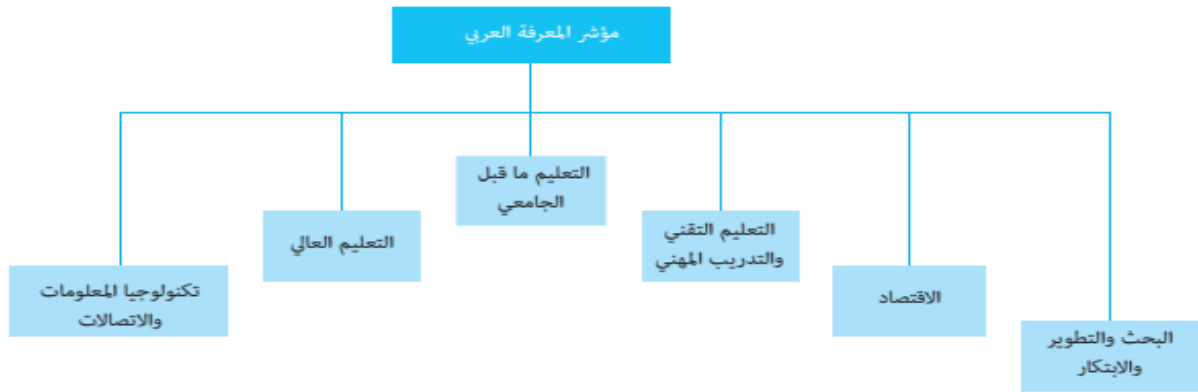 مؤشر المعرفة العربي
التعليم ما قبل
الجامعي
التعليم التقني
والتدريب المهني
التعليم العالي
الاقتصاد
تكنولوجيا المعلومات
والاتصالات
البحث والتطوير
والابتكار